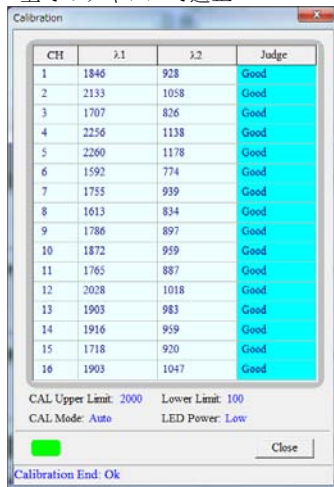 Calibration
CH λ1 λ2 Judge
1 1846 928 Good
2 2133 1058 Good
3 1707 826 Good
4 2256 1138 Good
5 2260 1178 Good
6 1592 774 Good
7 1755 939 Good
8 1613 834 Good
9 1786 897 Good
10 1872 959 Good
11 1765 887 Good
12 2028 1018 Good
13 1903 983 Good
14 1916 959 Good
15 1718 920 Good
16 1903 1047 Good
CAL Upper Limit: 2000 Lower Limit: 100
CAL Mode: Auto LED Power: Low
Close
Calibration End: Ok